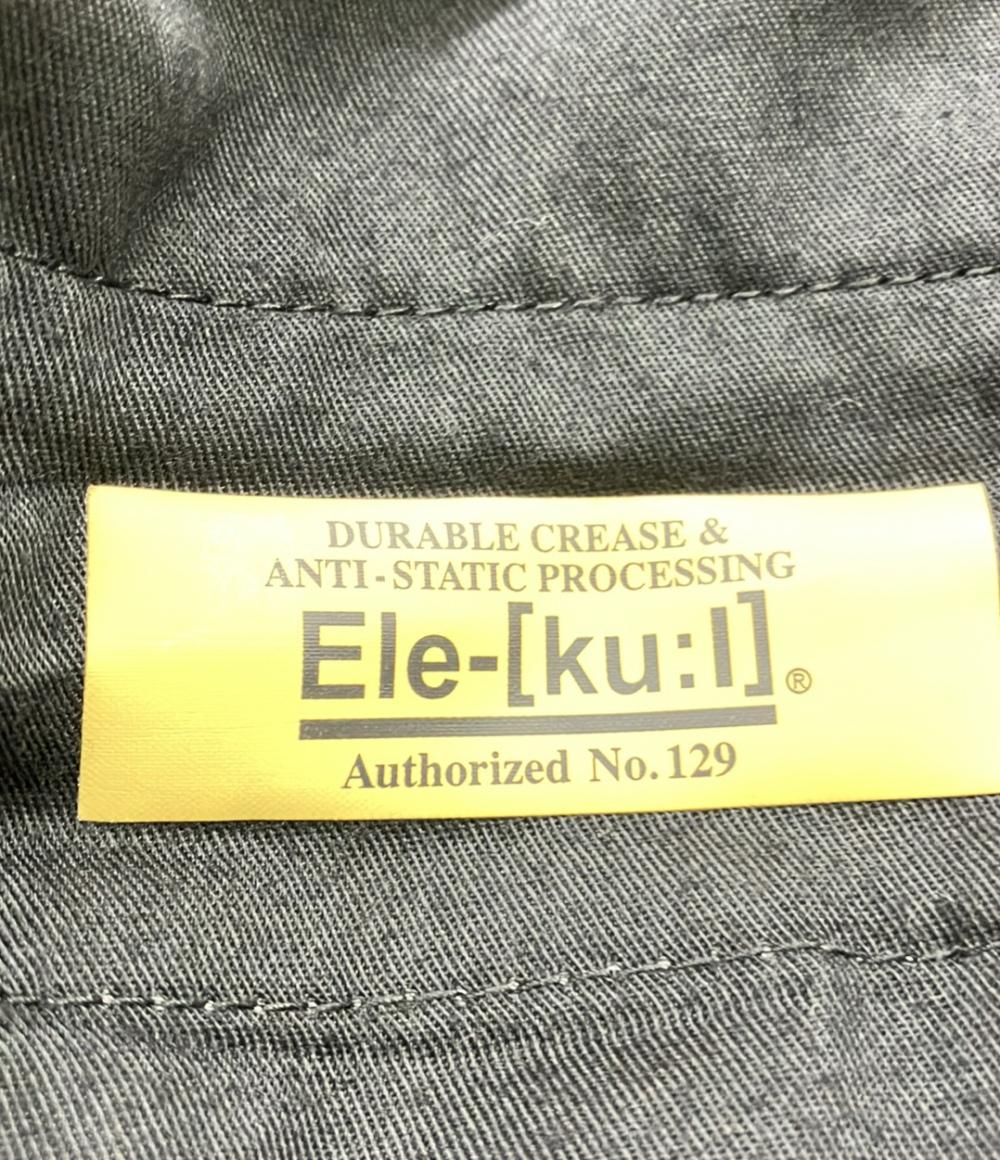 DURABLE CREASE &
ANTI-STATIC PROCESSING
Ele-[ku:l]®
Authorized No.129